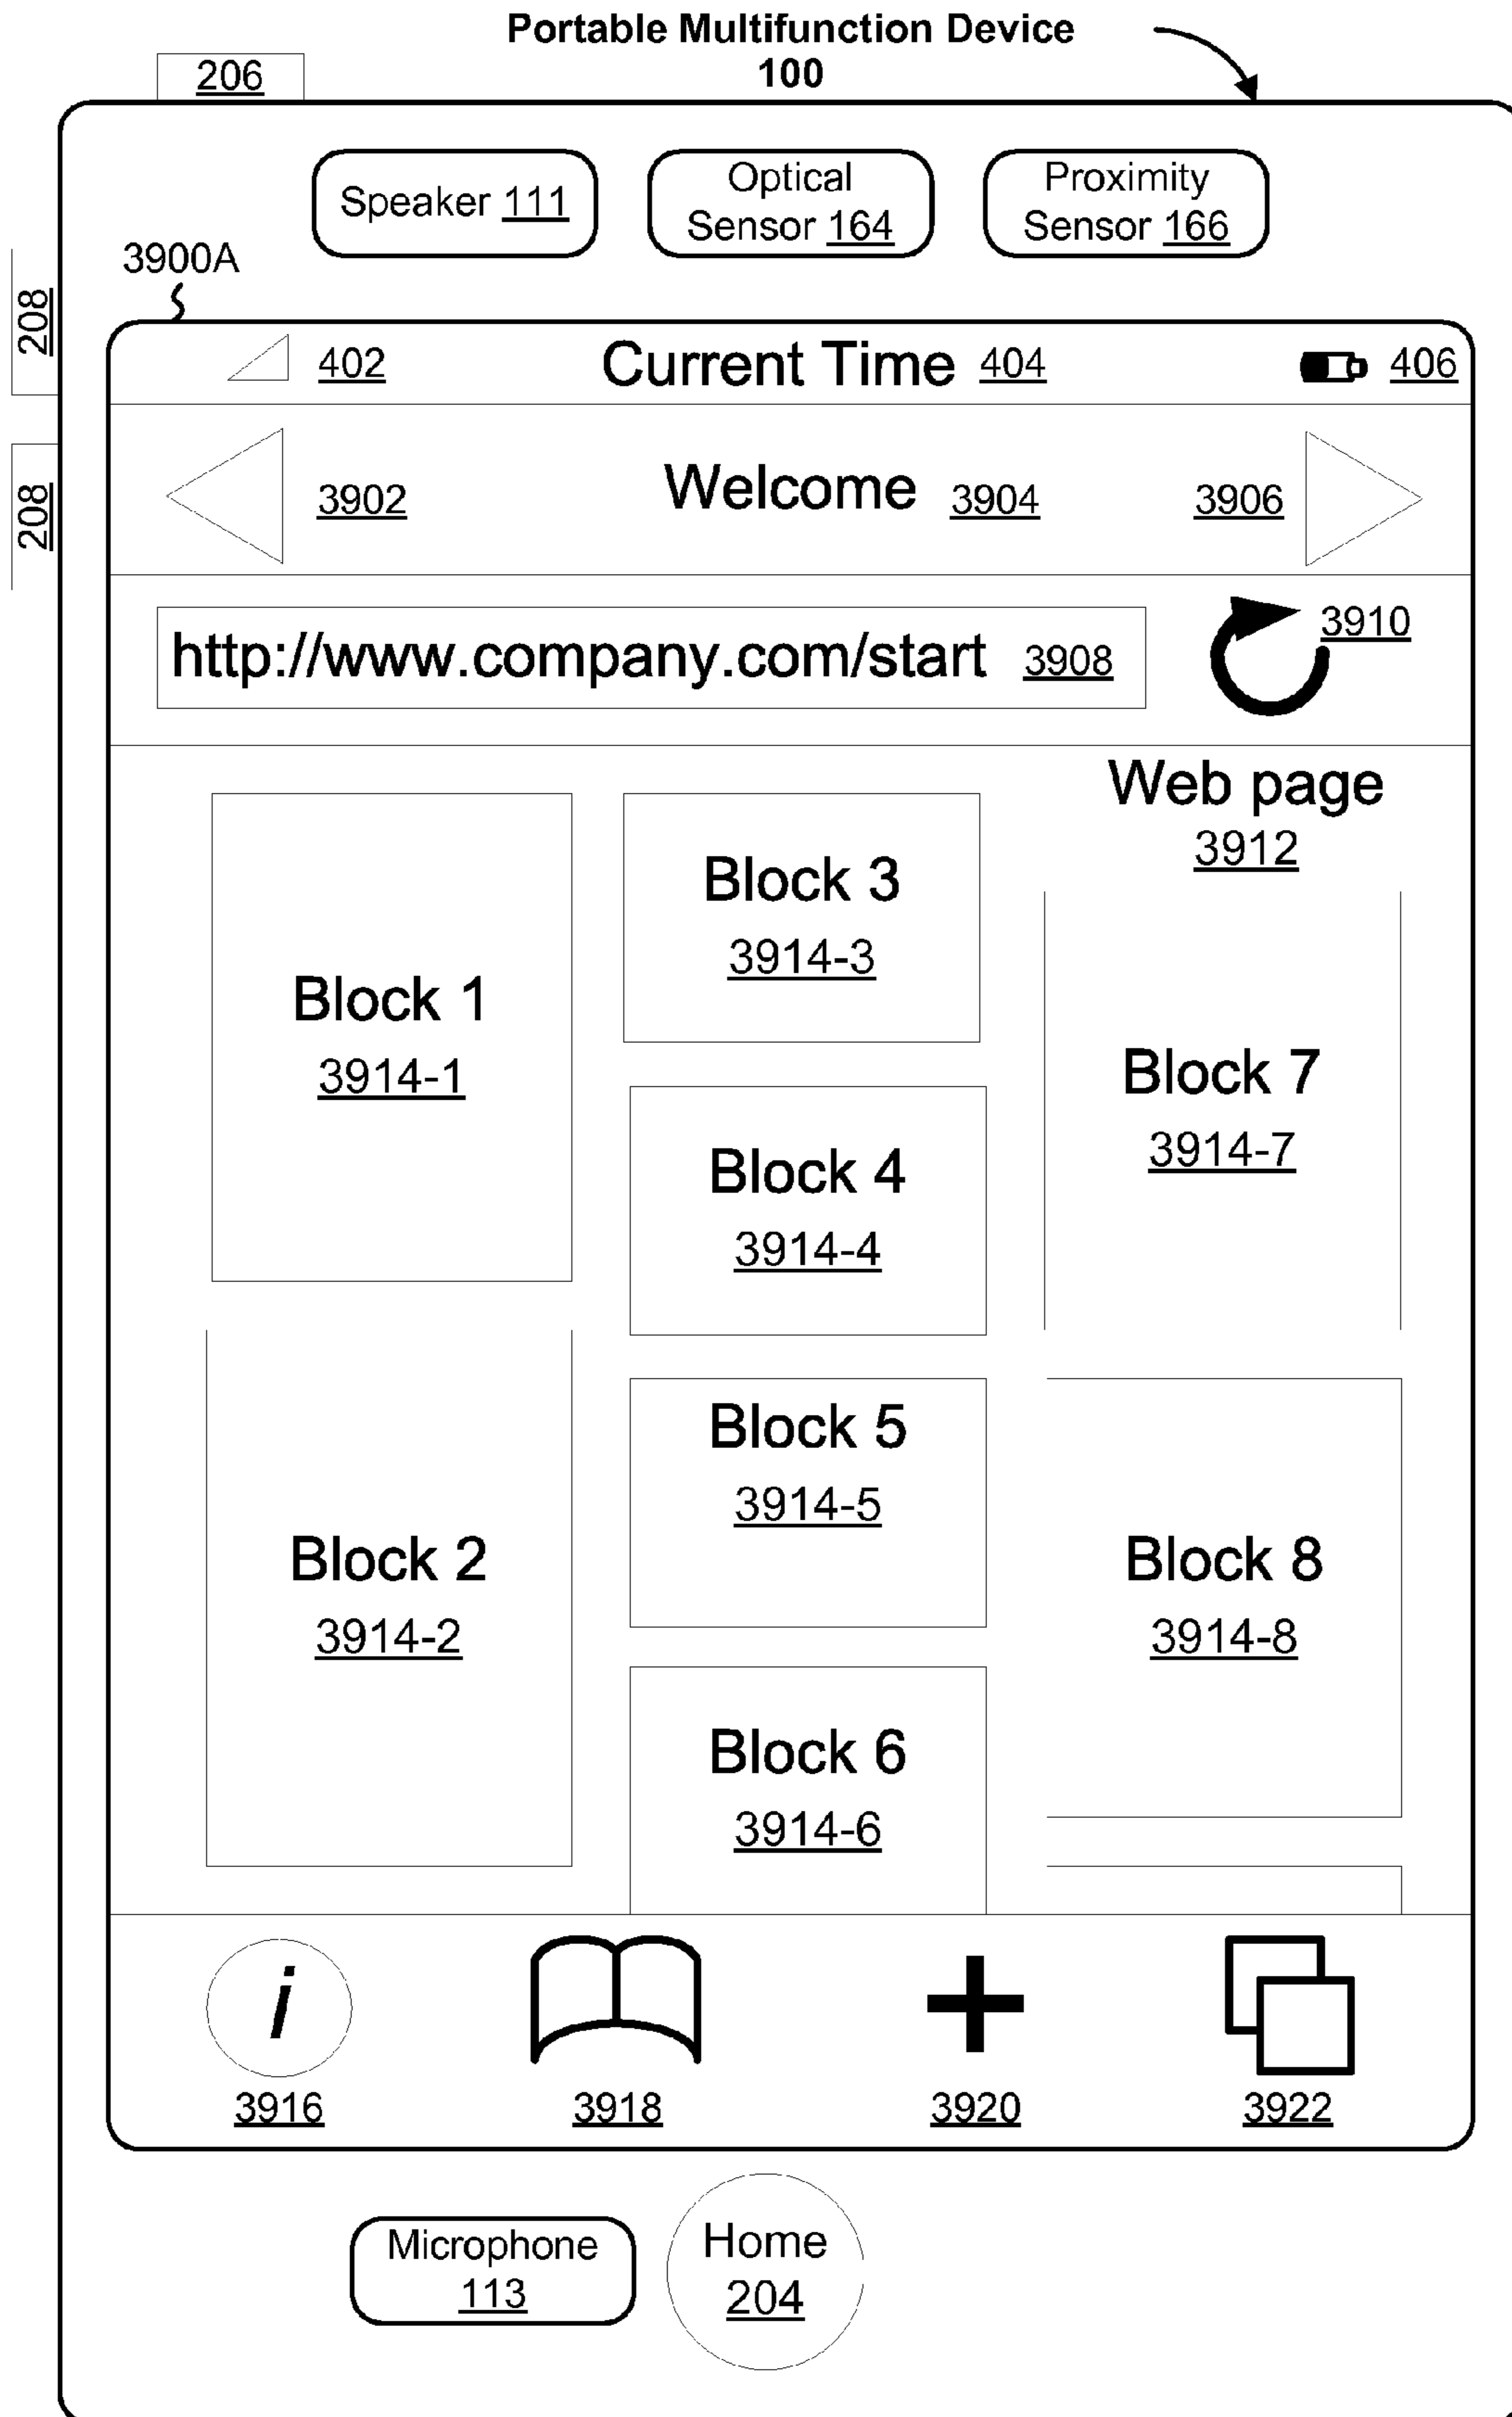 Portable Multifunction Device
100
206
Speaker 111
Optical
Sensor 164
Proximity
Sensor 166
3900A
208
208
402 Current Time 404 406
3902 Welcome 3904 3906
http://www.company.com/start 3908 3910
Web page
3912
Block 1
3914-1
Block 2
3914-2
Block 3
3914-3
Block 4
3914-4
Block 5
3914-5
Block 6
3914-6
Block 7
3914-7
Block 8
3914-8
i
3916 3918 3920 3922
Microphone
113
Home
204